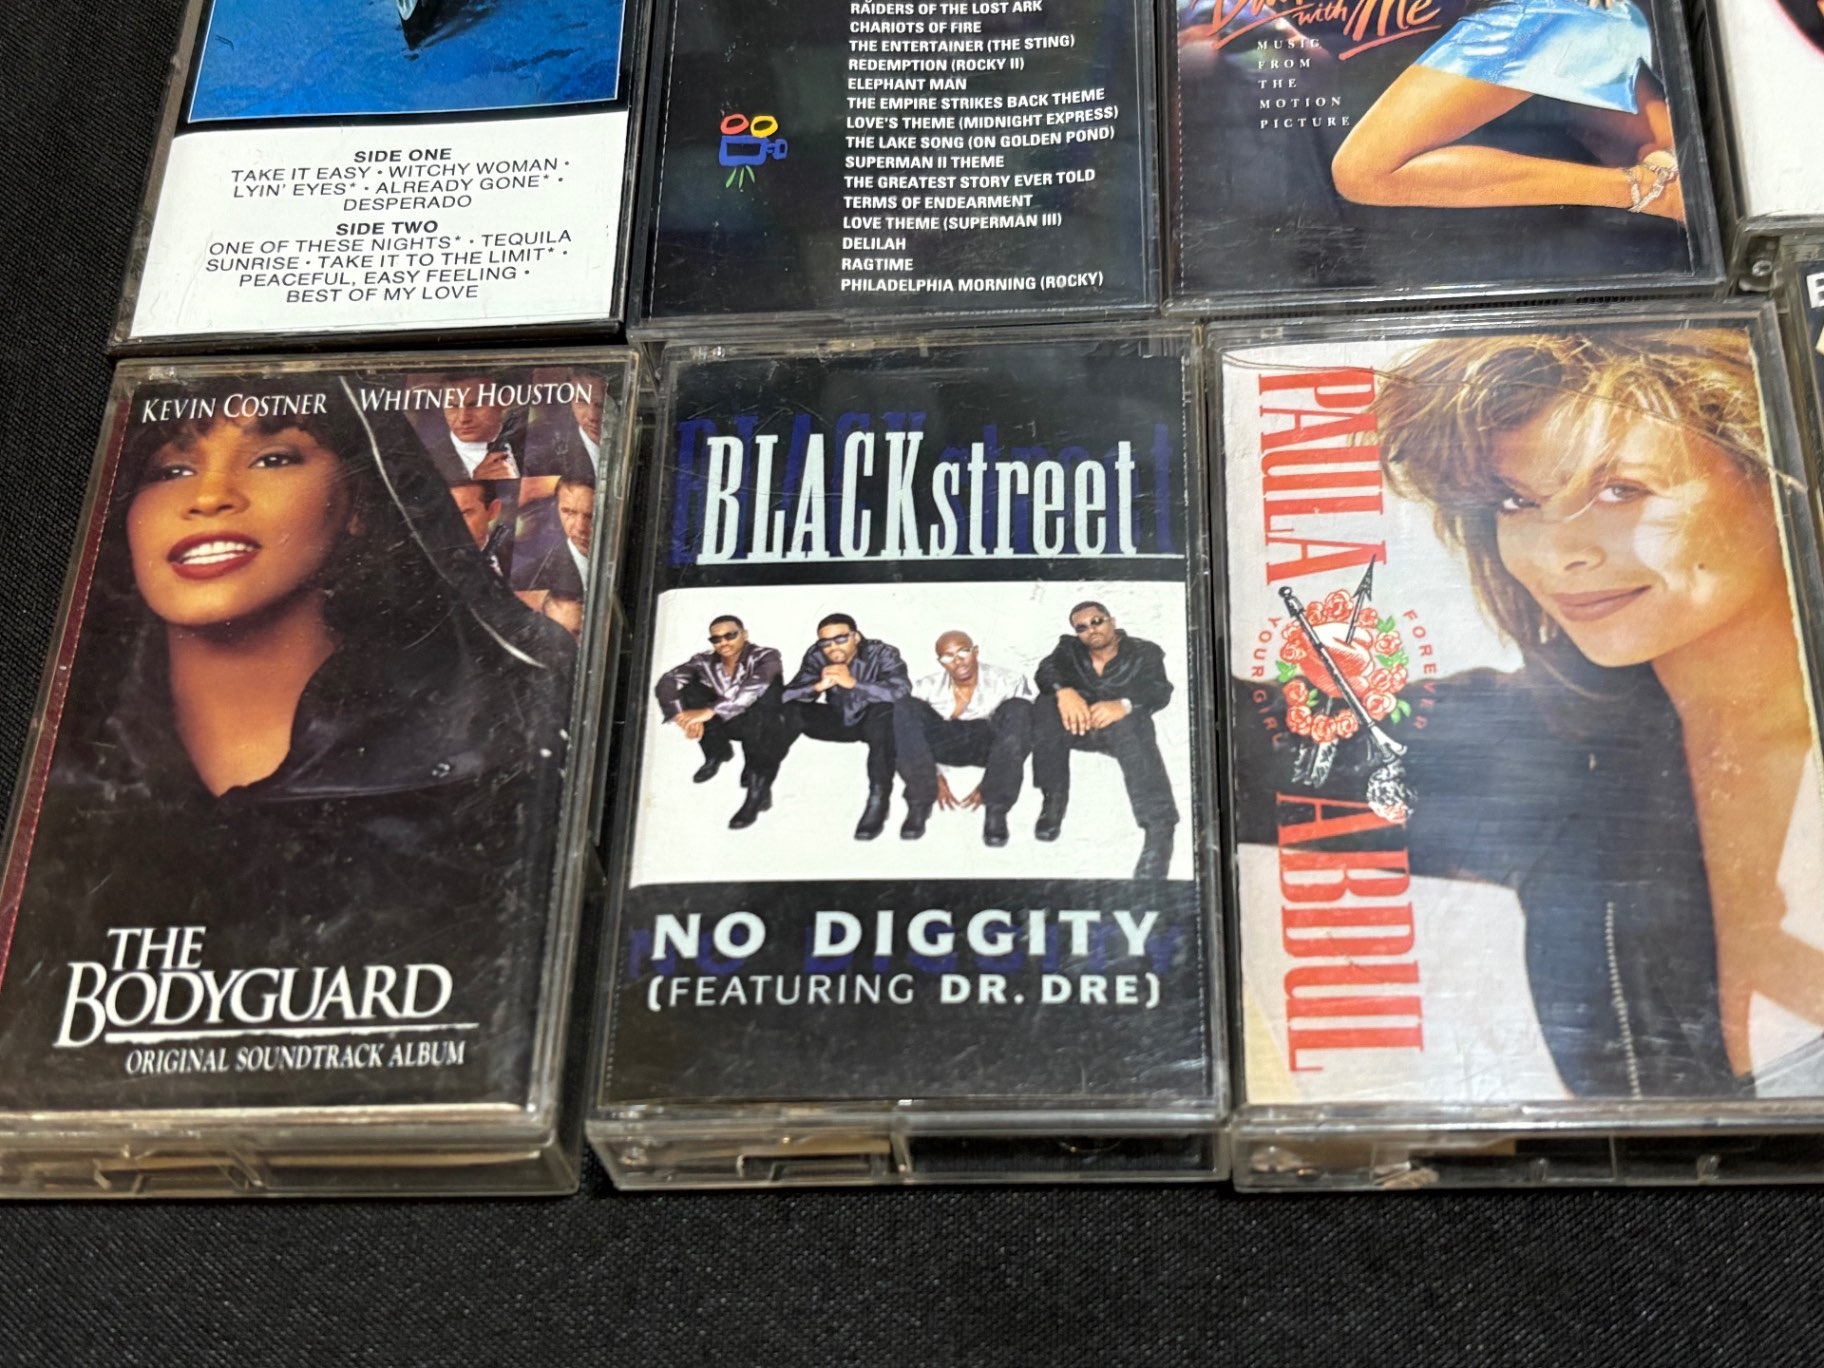 SIDE ONE
TAKE IT EASY • WITCHY WOMAN •
LYIN' EYES* • ALREADY GONE* •
DESPERADO
SIDE TWO
ONE OF THESE NIGHTS* • TEQUILA
SUNRISE • TAKE IT TO THE LIMIT* •
PEACEFUL, EASY FEELING •
BEST OF MY LOVE
RAIDERS OF THE LOST ARK
CHARIOTS OF FIRE
THE ENTERTAINER (THE STING)
REDEMPTION (ROCKY II)
ELEPHANT MAN
THE EMPIRE STRIKES BACK THEME
LOVE'S THEME (MIDNIGHT EXPRESS)
THE LAKE SONG (ON GOLDEN POND)
SUPERMAN II THEME
THE GREATEST STORY EVER TOLD
TERMS OF ENDEARMENT
LOVE THEME (SUPERMAN III)
DELILAH
RAGTIME
PHILADELPHIA MORNING (ROCKY)
with Me
MUSIC
FROM
THE
MOTION
PICTURE
KEVIN COSTNER WHITNEY HOUSTON
THE
BODYGUARD
ORIGINAL SOUNDTRACK ALBUM
BLACKstreet
NO DIGGITY
(FEATURING DR. DRE)
PAULA ABDUL
FOREVER
YOUR GIRL